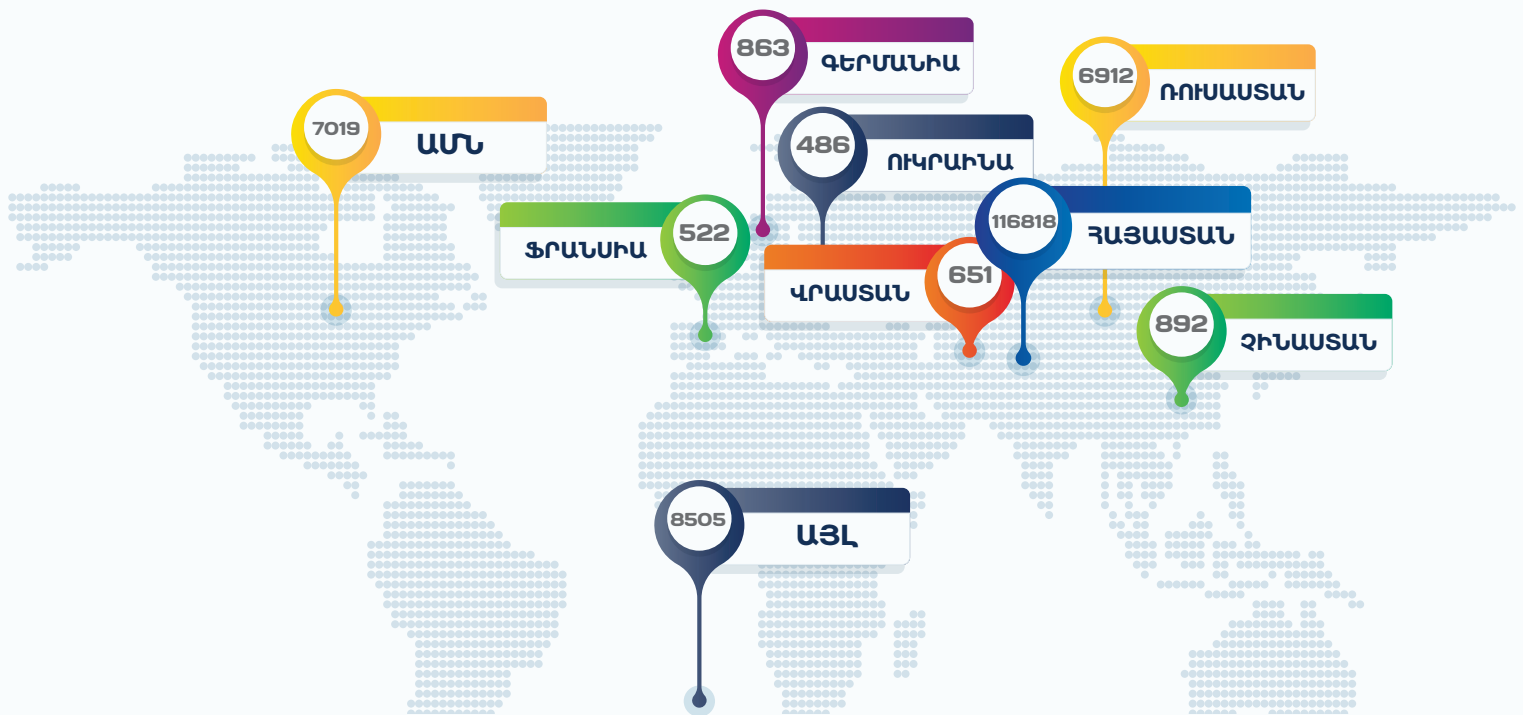 863
ԳԵՐՄԱՆԻԱ
6912
ՌՈՒՍԱՍՏԱՆ
7019
ԱՄՆ
486
ՈՒԿՐԱԻՆԱ
ՖՐԱՆՍԻԱ
522
116818
ՀԱՅԱՍՏԱՆ
ՎՐԱՍՏԱՆ
651
892
ՉԻՆԱՍՏԱՆ
8505
ԱՅԼ